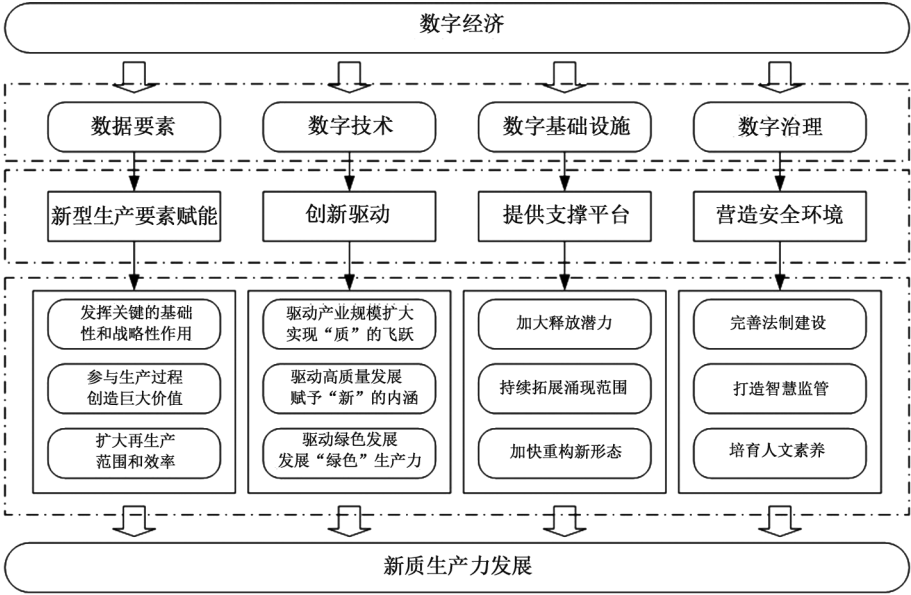 数字经济
数据要素
数字技术
数字基础设施
数字治理
新型生产要素赋能
创新驱动
提供支撑平台
营造安全环境
发挥关键的基础
性和战略性作用
参与生产过程
创造巨大价值
扩大再生产
范围和效率
驱动产业规模扩大
实现“质”的飞跃
驱动高质量发展
赋予“新”的内涵
驱动绿色发展
发展“绿色”生产力
加大释放潜力
持续拓展涌现范围
加快重构新形态
完善法制建设
打造智慧监管
培育人文素养
新质生产力发展